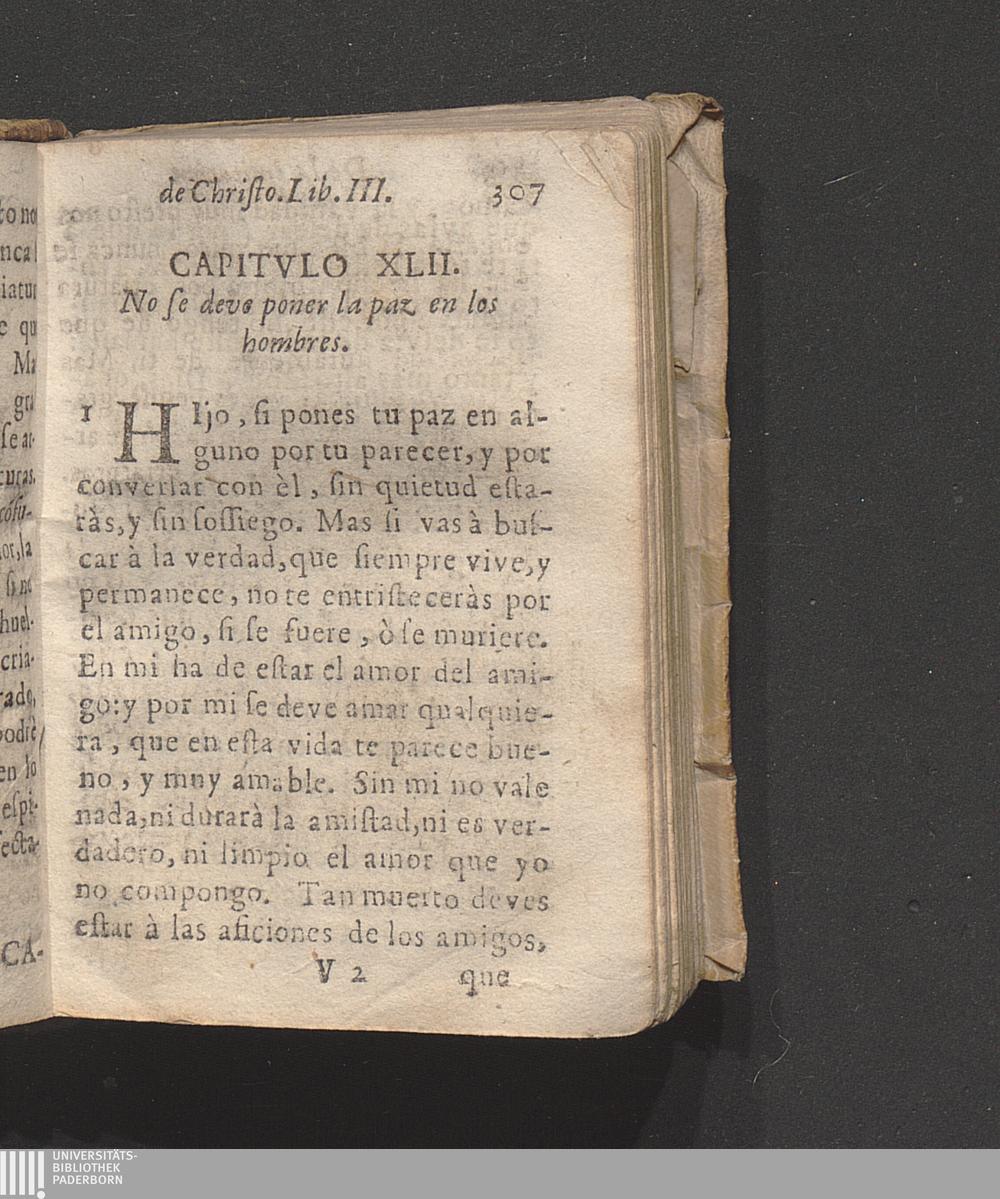 de Chriſto. Lib. III. 307
CAPITVLO XLII.
No ſe deve poner la paz en los
hombres.
1 HIjo, ſi pones tu paz en al-
guno por tu parecer, y por
converſar con èl, ſin quietud eſta-
ràs, y ſin ſoſſiego. Mas ſi vas à buſ-
car à la verdad, que ſiempre vive, y
permanece, no te entriſteceràs por
el amigo, ſi ſe fuere, ò ſe muriere.
En mi ha de eſtar el amor del ami-
go: y por mi ſe deve amar qualquie-
ra, que en eſta vida te parece bue-
no, y muy amable. Sin mi no vale
nada, ni durarà la amiſtad, ni es ver-
dadero, ni limpio el amor que yo
no compongo. Tan muerto deves
eſtar à las aficiones de los amigos,
V 2 que
CA-
UNIVERSITÄTS-
BIBLIOTHEK
PADERBORN